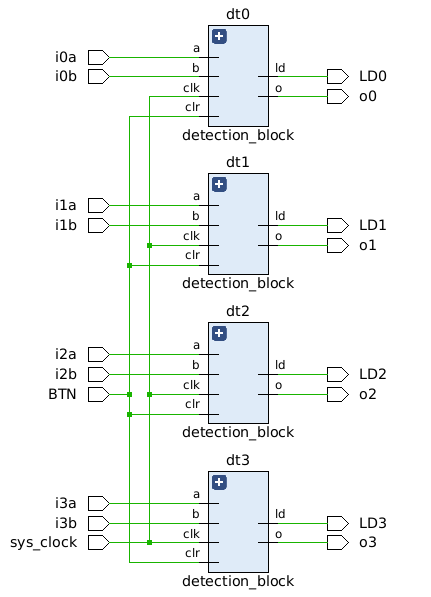 dt0
i0a
a
i0b
b
ld
LD0
clk
o
o0
clr
detection_block
dt1
i1a
a
i1b
b
ld
LD1
clk
o
o1
clr
detection_block
dt2
i2a
a
i2b
b
ld
LD2
BTN
clk
o
o2
clr
detection_block
dt3
i3a
a
i3b
b
ld
LD3
sys_clock
clk
o
o3
clr
detection_block